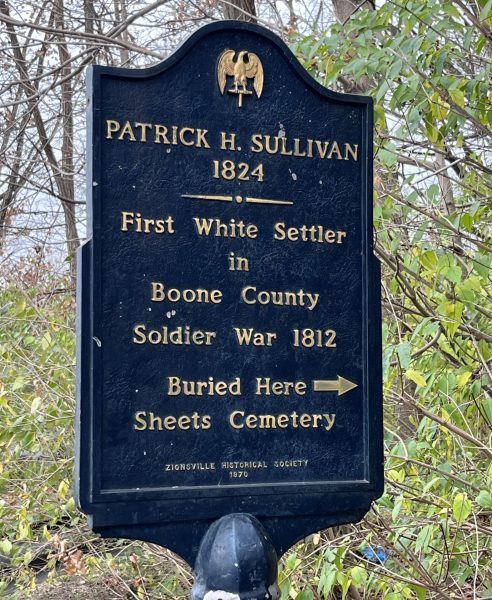 PATRICK H. SULLIVAN
1824
First White Settler
in
Boone County
Soldier War 1812
Buried Here →
Sheets Cemetery
ZIONSVILLE HISTORICAL SOCIETY
1970